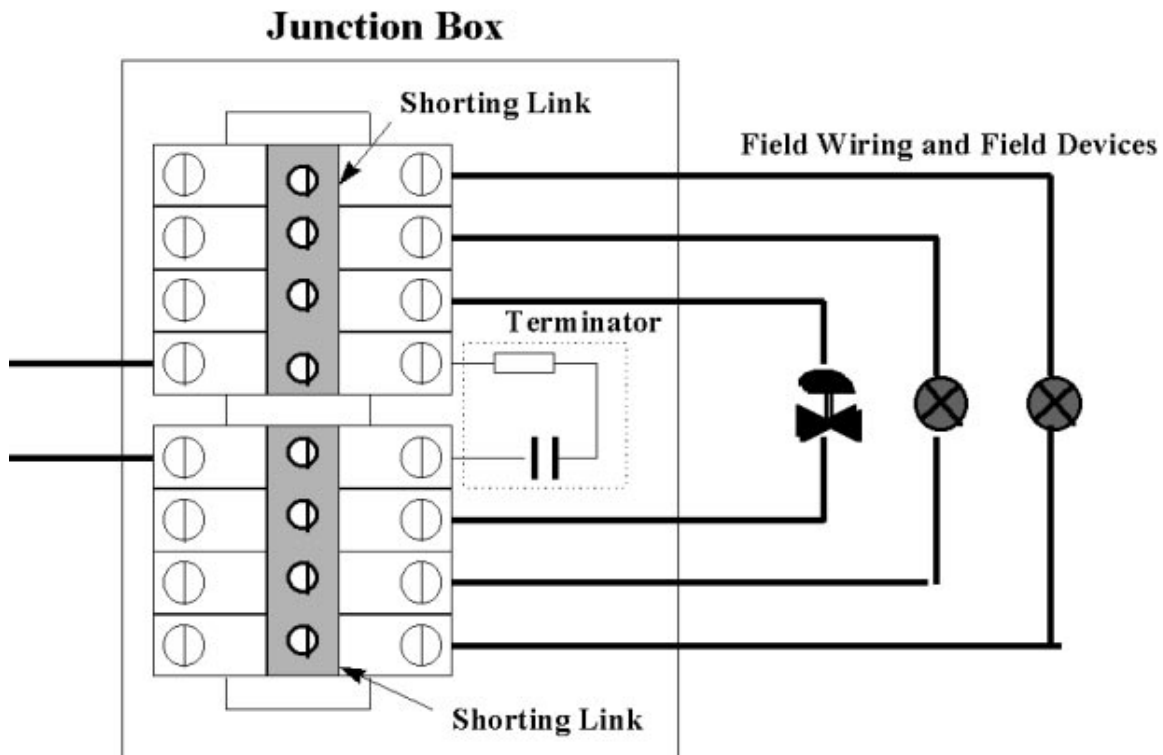 Junction Box
Shorting Link
Field Wiring and Field Devices
Terminator
Shorting Link